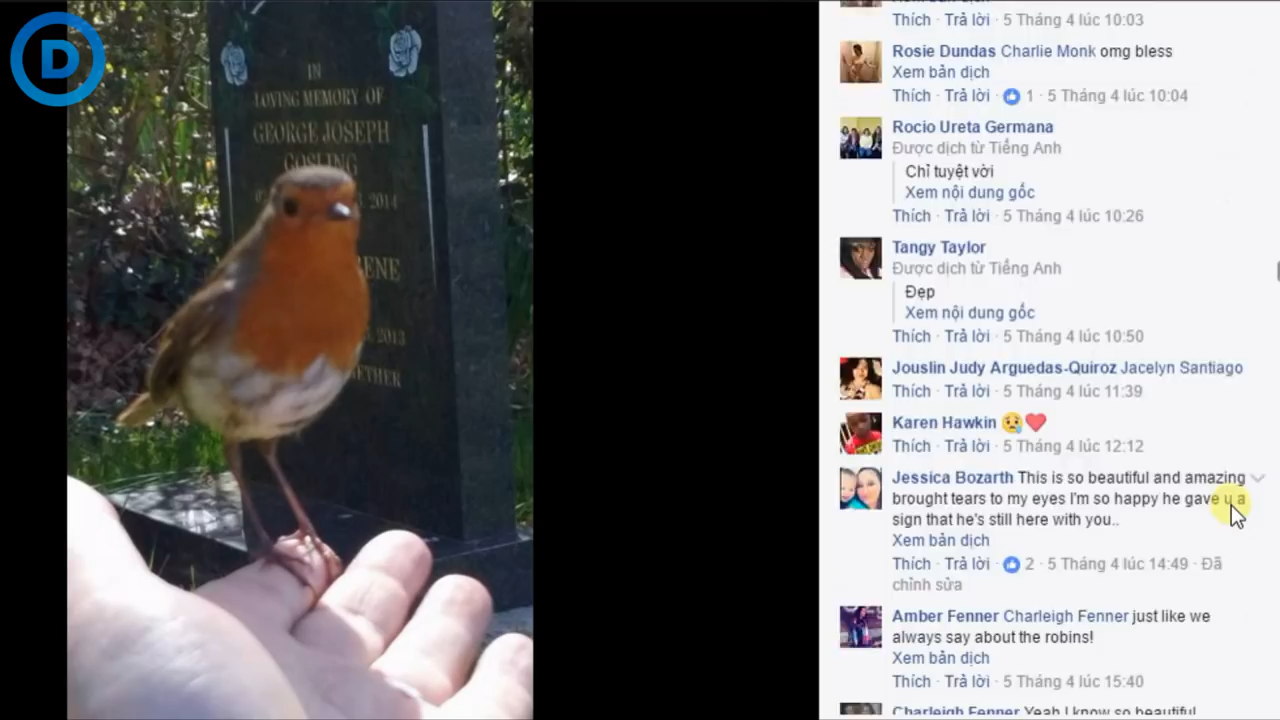 D
IN
LOVING MEMORY OF
GEORGE JOSEPH
GOSLING
2014
ENE
2013
ETHER
Thích · Trả lời · 5 Tháng 4 lúc 10:03
Rosie Dundas Charlie Monk omg bless
Xem bản dịch
Thích · Trả lời · 1 · 5 Tháng 4 lúc 10:04
Rocio Ureta Germana
Được dịch từ Tiếng Anh
Chỉ tuyệt vời
Xem nội dung gốc
Thích · Trả lời · 5 Tháng 4 lúc 10:26
Tangy Taylor
Được dịch từ Tiếng Anh
Đẹp
Xem nội dung gốc
Thích · Trả lời · 5 Tháng 4 lúc 10:50
Jouslin Judy Arguedas-Quiroz Jacelyn Santiago
Thích · Trả lời · 5 Tháng 4 lúc 11:39
Karen Hawkin 😢❤
Thích · Trả lời · 5 Tháng 4 lúc 12:12
Jessica Bozarth This is so beautiful and amazing
brought tears to my eyes I'm so happy he gave u a
sign that he's still here with you..
Xem bản dịch
Thích · Trả lời · 2 · 5 Tháng 4 lúc 14:49 · Đã
chỉnh sửa
Amber Fenner Charleigh Fenner just like we
always say about the robins!
Xem bản dịch
Thích · Trả lời · 5 Tháng 4 lúc 15:40
Charleigh Fenner Yeah I know so beautiful